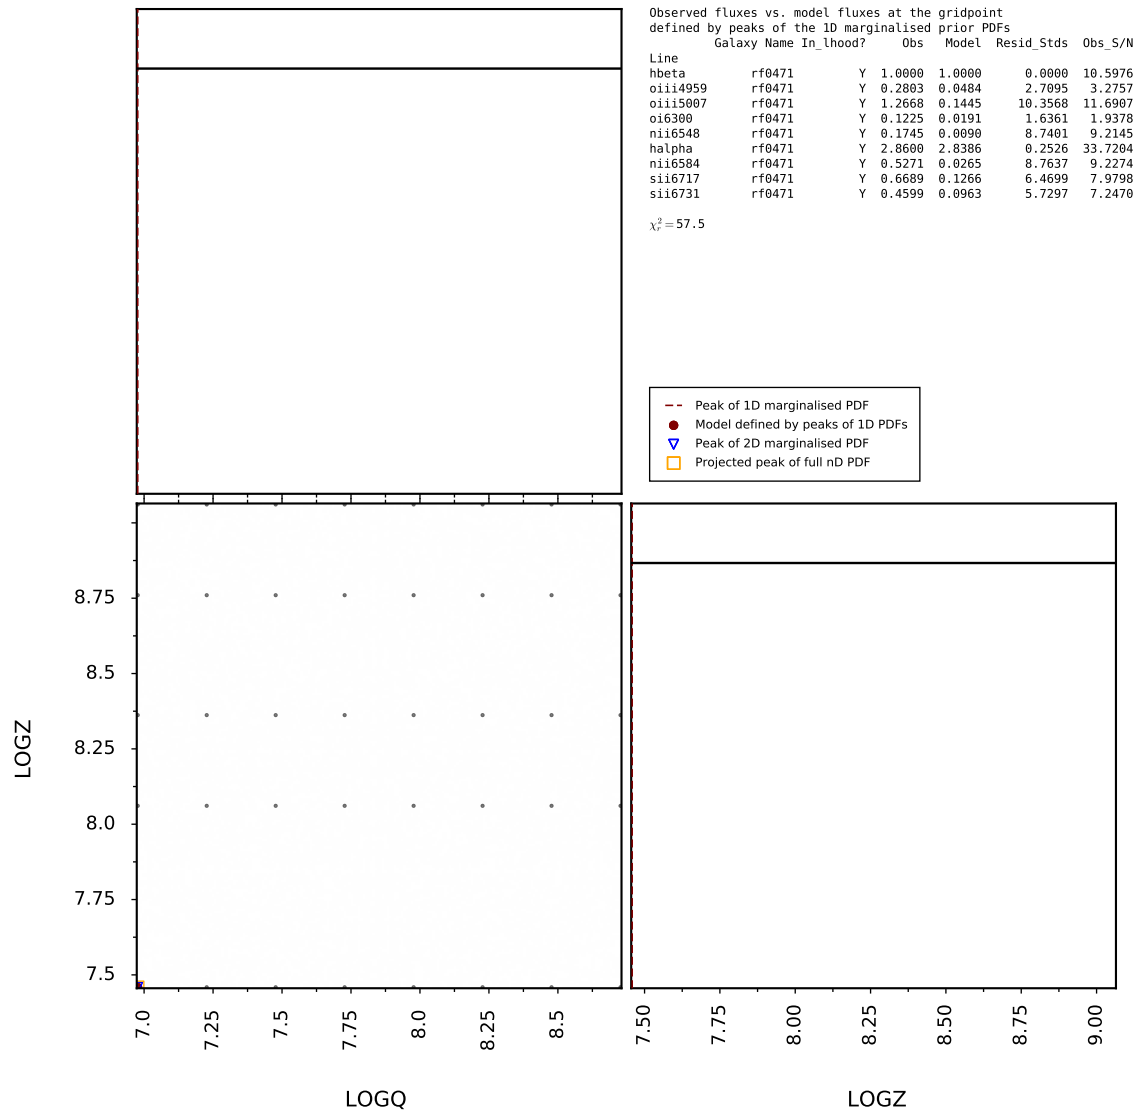 Observed fluxes vs. model fluxes at the gridpoint
defined by peaks of the 1D marginalised prior PDFs
Galaxy Name In_lhood? Obs Model Resid_Stds Obs_S/N
Line
hbeta rf0471 Y 1.0000 1.0000 0.0000 10.5976
oiii4959 rf0471 Y 0.2803 0.0484 2.7095 3.2757
oiii5007 rf0471 Y 1.2668 0.1445 10.3568 11.6907
oi6300 rf0471 Y 0.1225 0.0191 1.6361 1.9378
nii6548 rf0471 Y 0.1745 0.0090 8.7401 9.2145
halpha rf0471 Y 2.8600 2.8386 0.2526 33.7204
nii6584 rf0471 Y 0.5271 0.0265 8.7637 9.2274
sii6717 rf0471 Y 0.6689 0.1266 6.4699 7.9798
sii6731 rf0471 Y 0.4599 0.0963 5.7297 7.2470
χ²ᵣ = 57.5
Peak of 1D marginalised PDF
Model defined by peaks of 1D PDFs
Peak of 2D marginalised PDF
Projected peak of full nD PDF
8.75
8.5
8.25
8.0
7.75
7.5
LOGZ
7.0 7.25 7.5 7.75 8.0 8.25 8.5
LOGQ
7.50 7.75 8.00 8.25 8.50 8.75 9.00
LOGZ